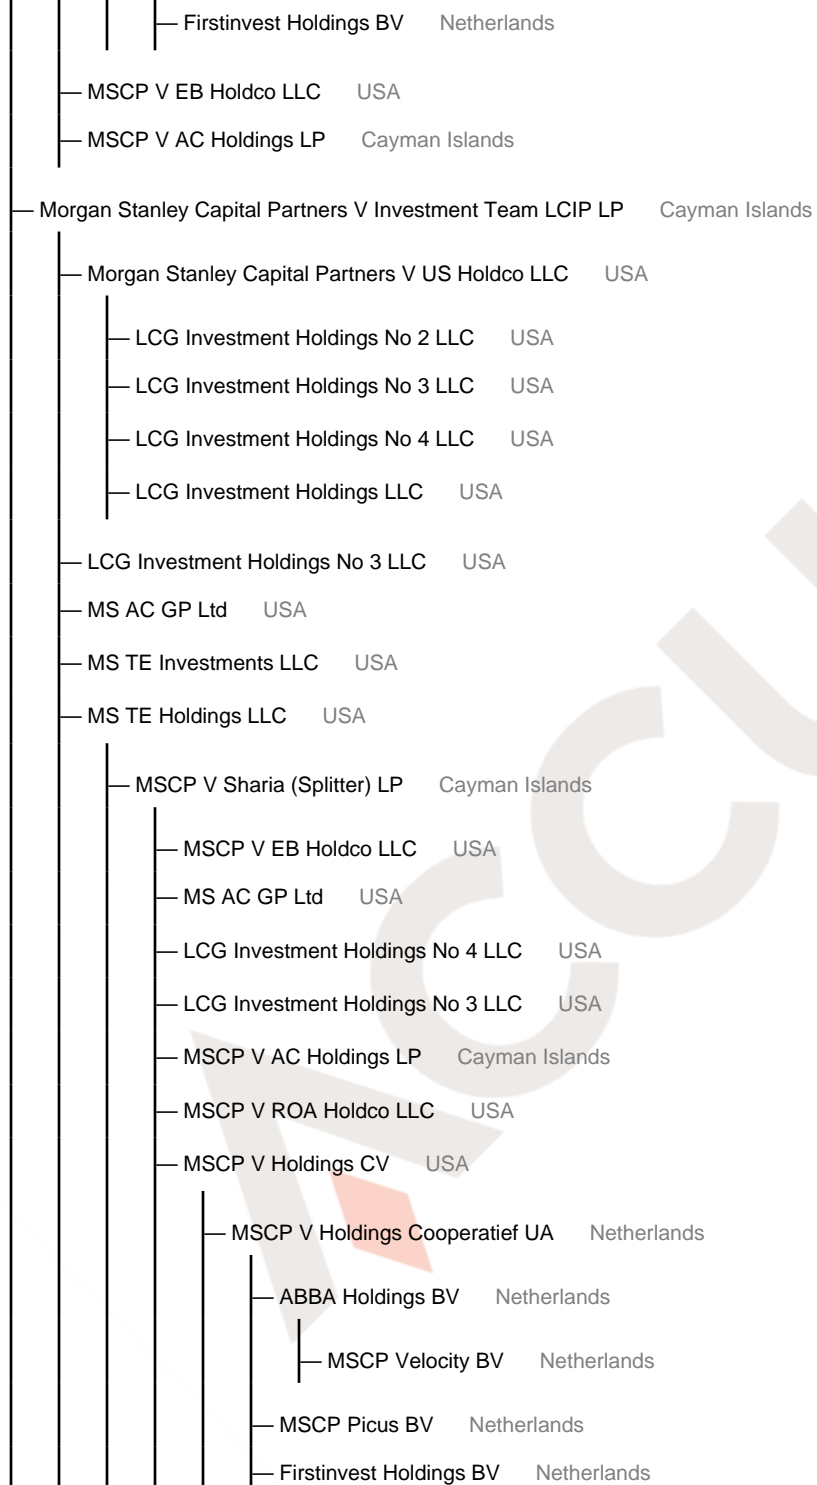 Firstinvest Holdings BV Netherlands
MSCP V EB Holdco LLC USA
MSCP V AC Holdings LP Cayman Islands
Morgan Stanley Capital Partners V Investment Team LCIP LP Cayman Islands
Morgan Stanley Capital Partners V US Holdco LLC USA
LCG Investment Holdings No 2 LLC USA
LCG Investment Holdings No 3 LLC USA
LCG Investment Holdings No 4 LLC USA
LCG Investment Holdings LLC USA
LCG Investment Holdings No 3 LLC USA
MS AC GP Ltd USA
MS TE Investments LLC USA
MS TE Holdings LLC USA
MSCP V Sharia (Splitter) LP Cayman Islands
MSCP V EB Holdco LLC USA
MS AC GP Ltd USA
LCG Investment Holdings No 4 LLC USA
LCG Investment Holdings No 3 LLC USA
MSCP V AC Holdings LP Cayman Islands
MSCP V ROA Holdco LLC USA
MSCP V Holdings CV USA
MSCP V Holdings Cooperatief UA Netherlands
ABBA Holdings BV Netherlands
MSCP Velocity BV Netherlands
MSCP Picus BV Netherlands
Firstinvest Holdings BV Netherlands